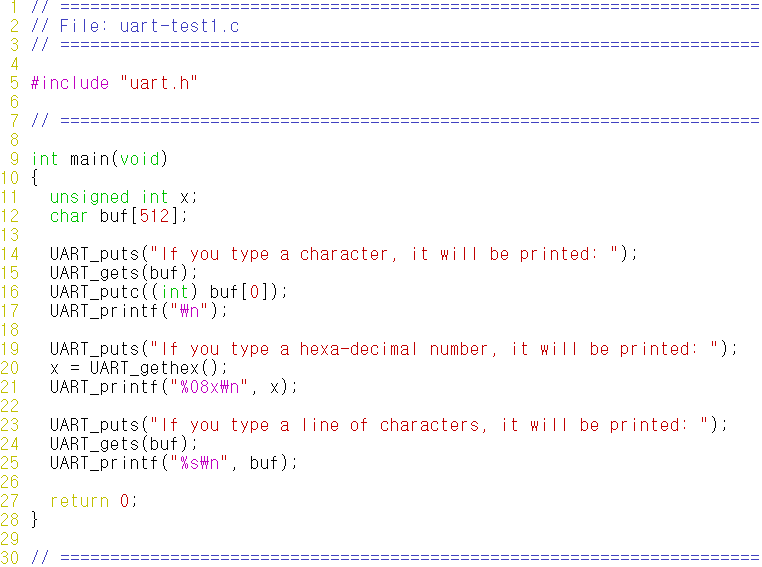 1 // ======================================================================
2 // File: uart-test1.c
3 // ======================================================================
4
5 #include "uart.h"
6
7 // ======================================================================
8
9 int main(void)
10 {
11   unsigned int x;
12   char buf[512];
13
14   UART_puts("If you type a character, it will be printed: ");
15   UART_gets(buf);
16   UART_putc((int) buf[0]);
17   UART_printf("₩n");
18
19   UART_puts("If you type a hexa-decimal number, it will be printed: ");
20   x = UART_gethex();
21   UART_printf("%08x₩n", x);
22
23   UART_puts("If you type a line of characters, it will be printed: ");
24   UART_gets(buf);
25   UART_printf("%s₩n", buf);
26
27   return 0;
28 }
29
30 // ======================================================================